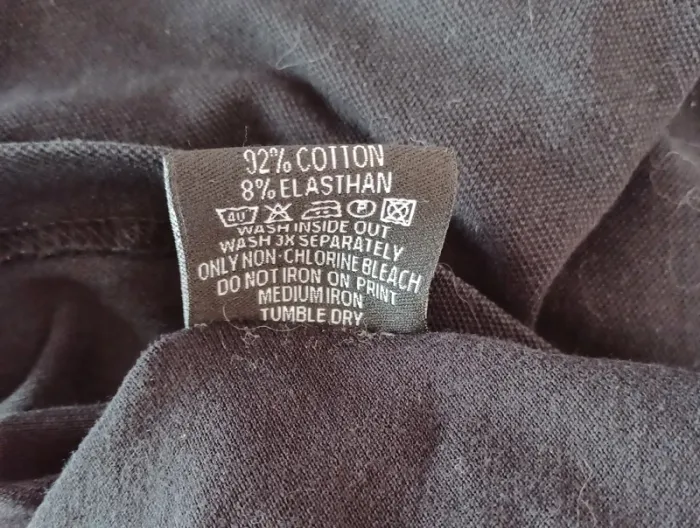 92% COTTON
8% ELASTHAN
40 P
WASH INSIDE OUT
WASH 3X SEPARATELY
ONLY NON-CHLORINE BLEACH
DO NOT IRON ON PRINT
MEDIUM IRON
TUMBLE DRY